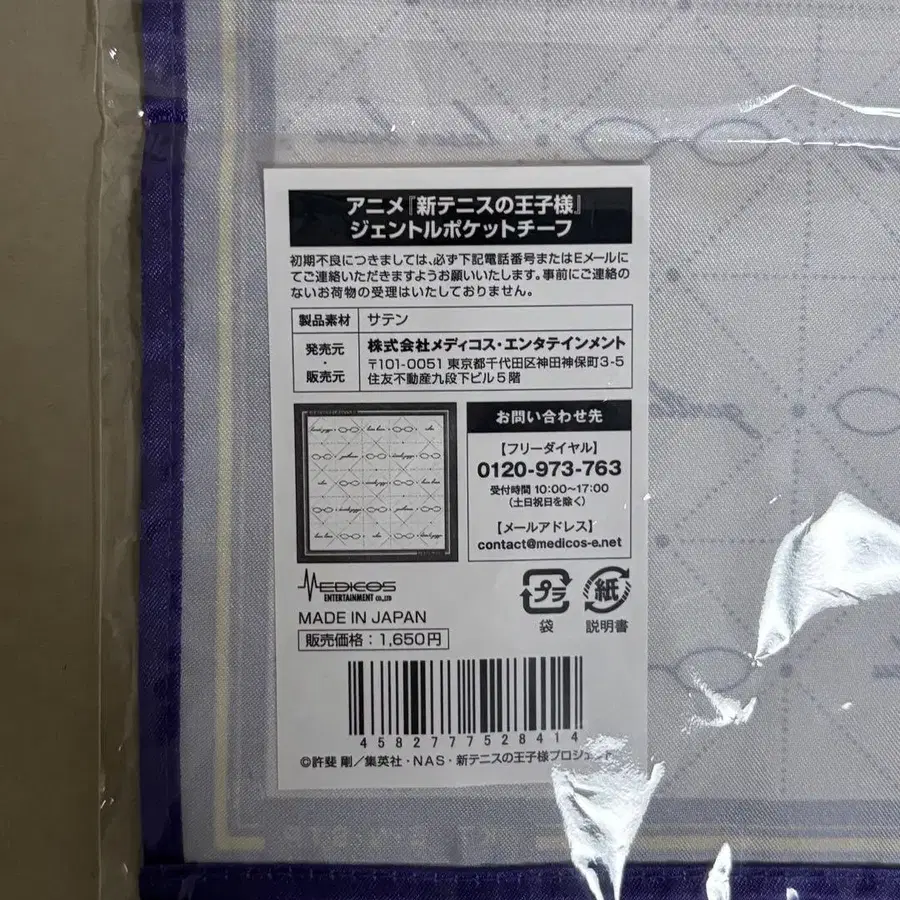 アニメ『新テニスの王子様』
ジェントルポケットチーフ
初期不良につきましては、必ず下記電話番号またはEメールに
てご連絡いただきますようお願いいたします。事前にご連絡の
ないお荷物の受理はいたしておりません。
製品素材 サテン
発売元・販売元
株式会社メディコス・エンタテインメント
〒101-0051 東京都千代田区神田神保町3-5
住友不動産九段下ビル5階
お問い合わせ先
【フリーダイヤル】
0120-973-763
受付時間 10:00〜17:00
(土日祝日を除く)
【メールアドレス】
contact@medicos-e.net
MEDICOS
ENTERTAINMENT CO.,LTD
プラ
袋
紙
説明書
MADE IN JAPAN
販売価格:1,650円
4582777528414
©許斐 剛/集英社・NAS・新テニスの王子様プロジェクト